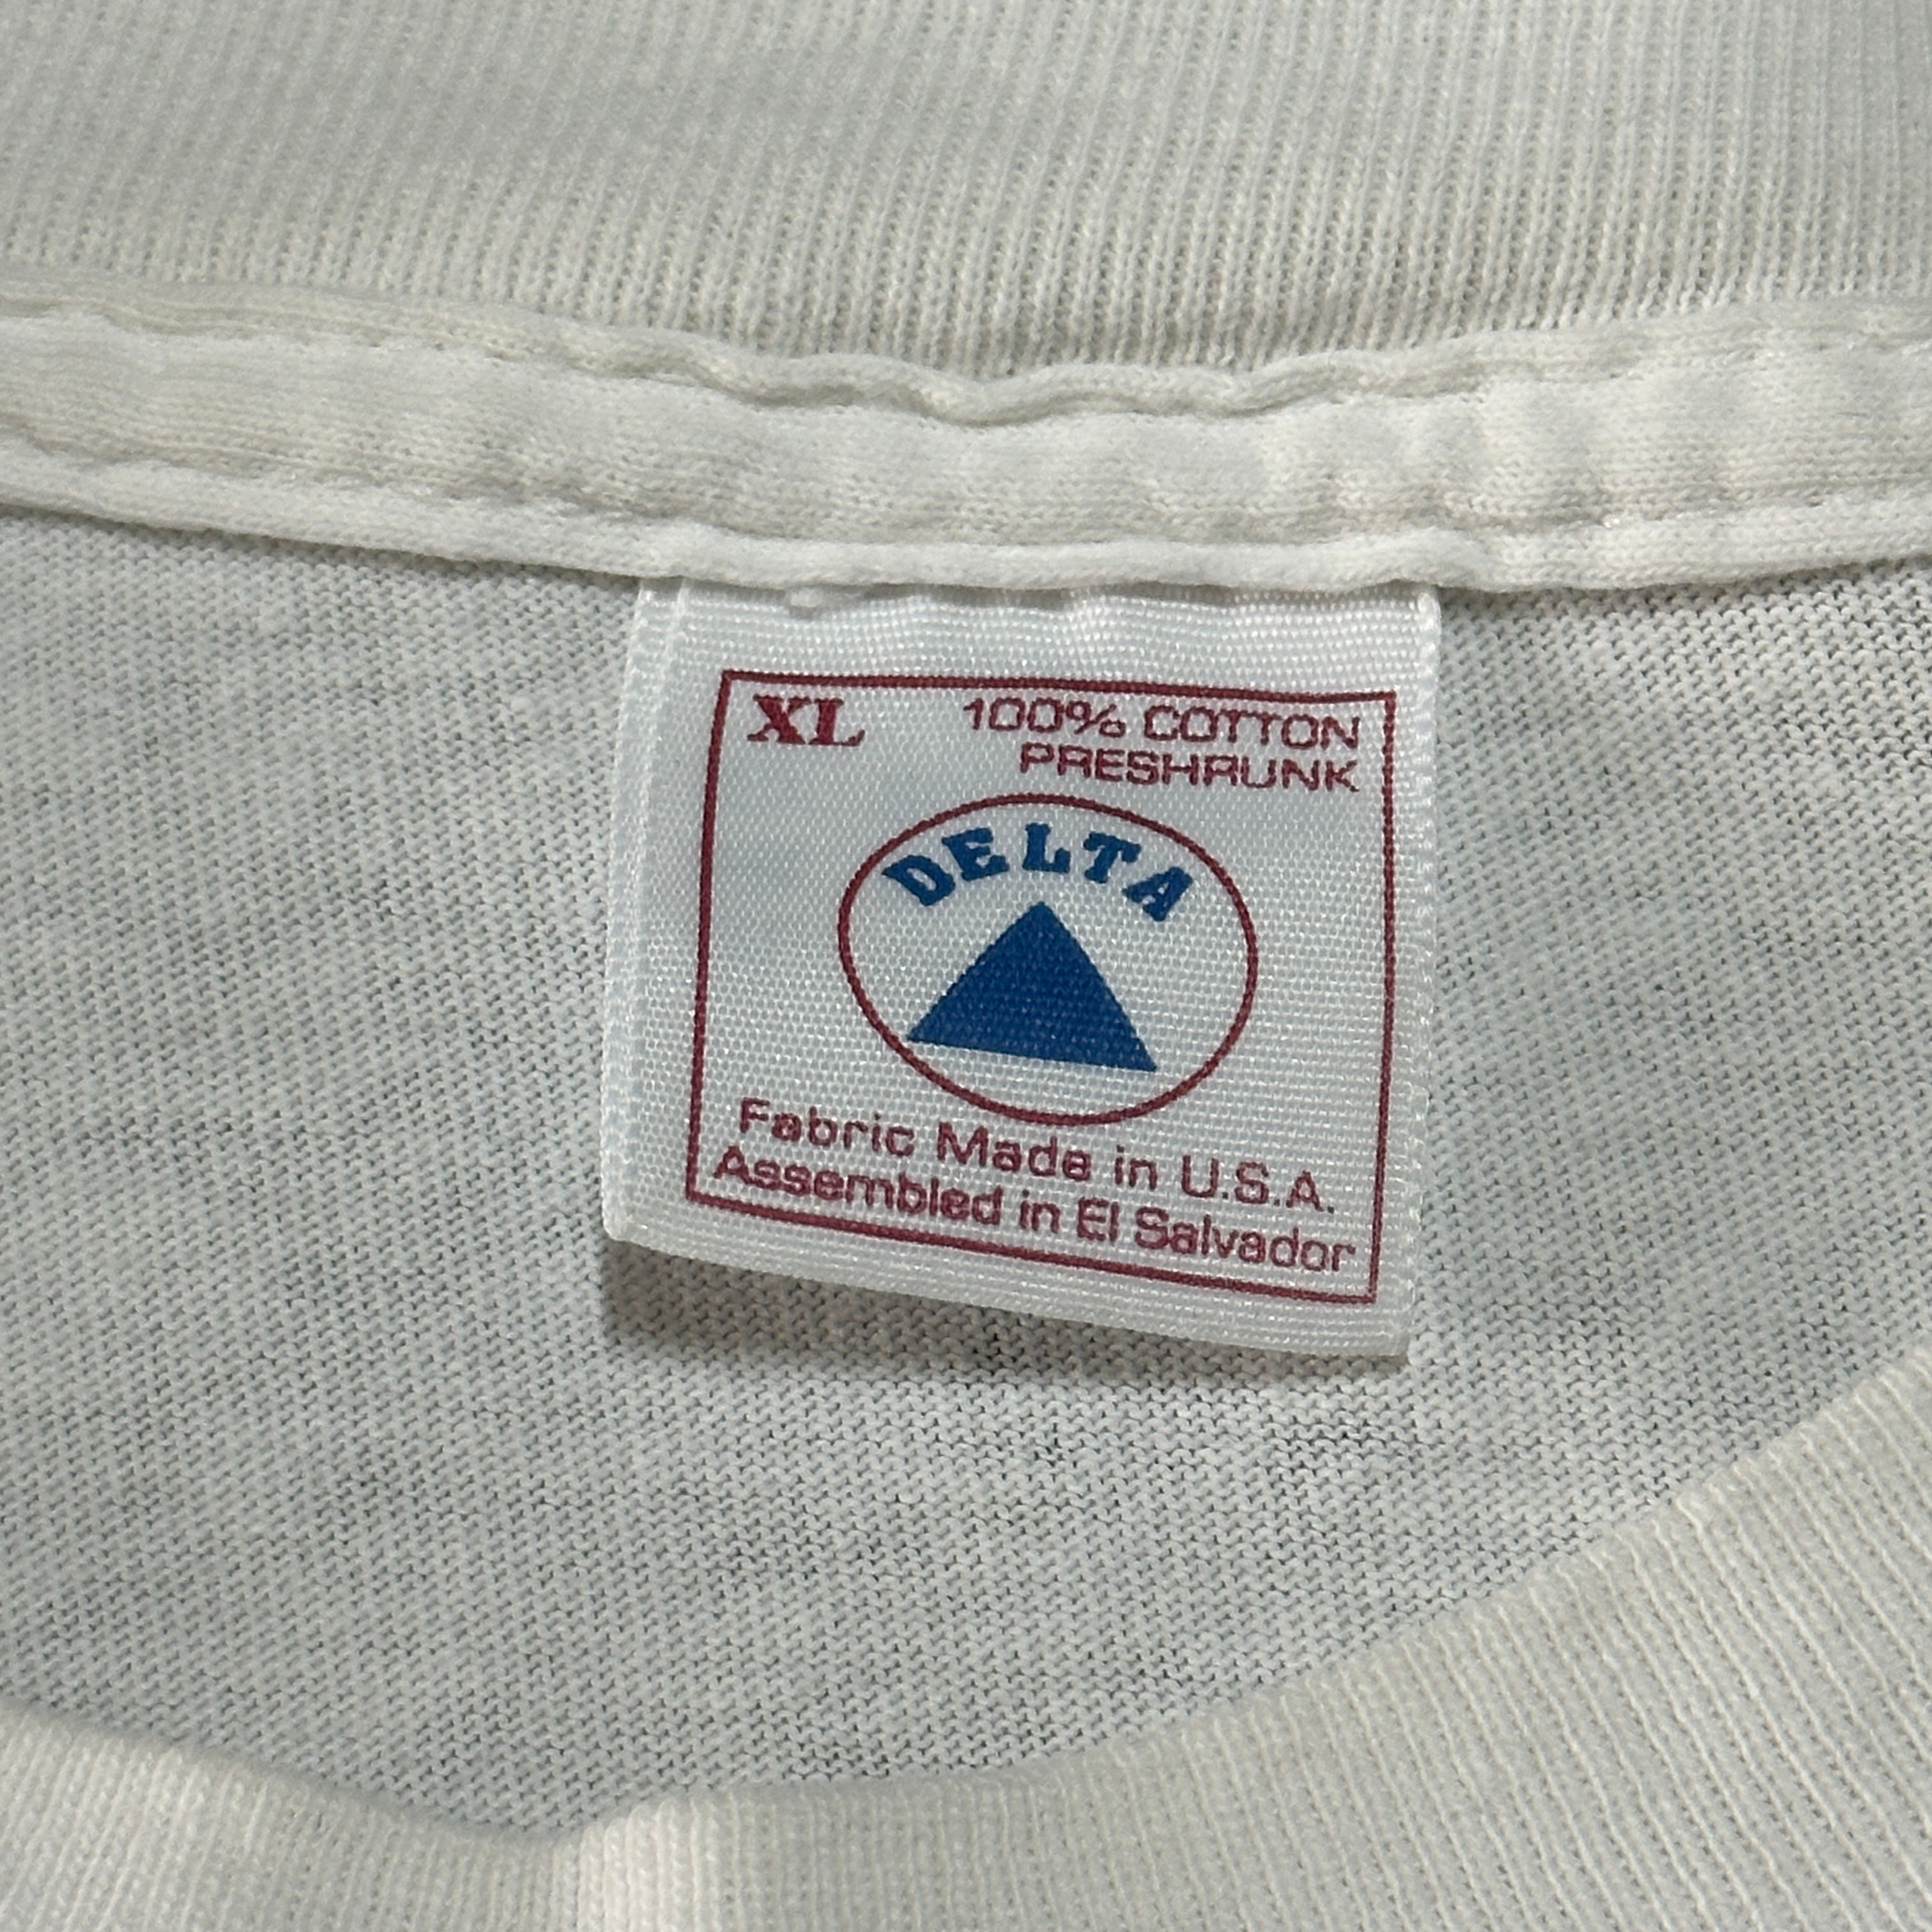 XL 100% COTTON
PRESHRUNK
DELTA
Fabric Made in U.S.A.
Assembled in El Salvador